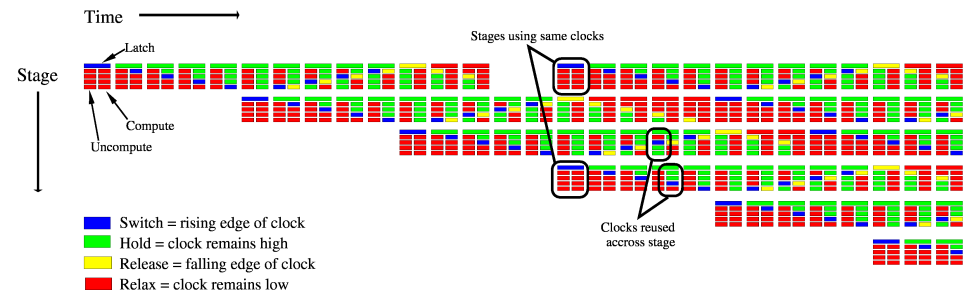 Time
Stages using same clocks
Latch
Stage
Compute
Uncompute
Switch = rising edge of clock
Hold = clock remains high
Release = falling edge of clock
Relax = clock remains low
Clocks reused
accross stage